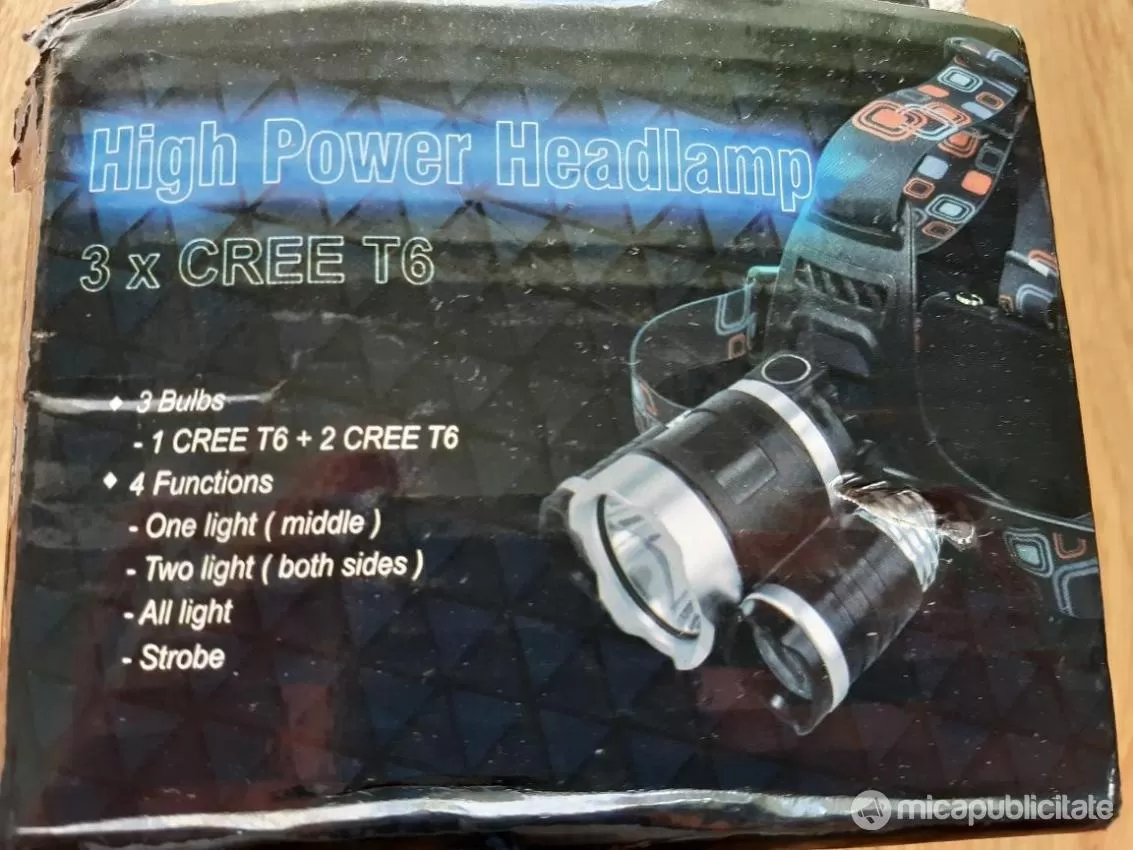 High Power Headlamp
3 x CREE T6
♦ 3 Bulbs
- 1 CREE T6 + 2 CREE T6
♦ 4 Functions
- One light ( middle )
- Two light ( both sides )
- All light
- Strobe
micapublicitate